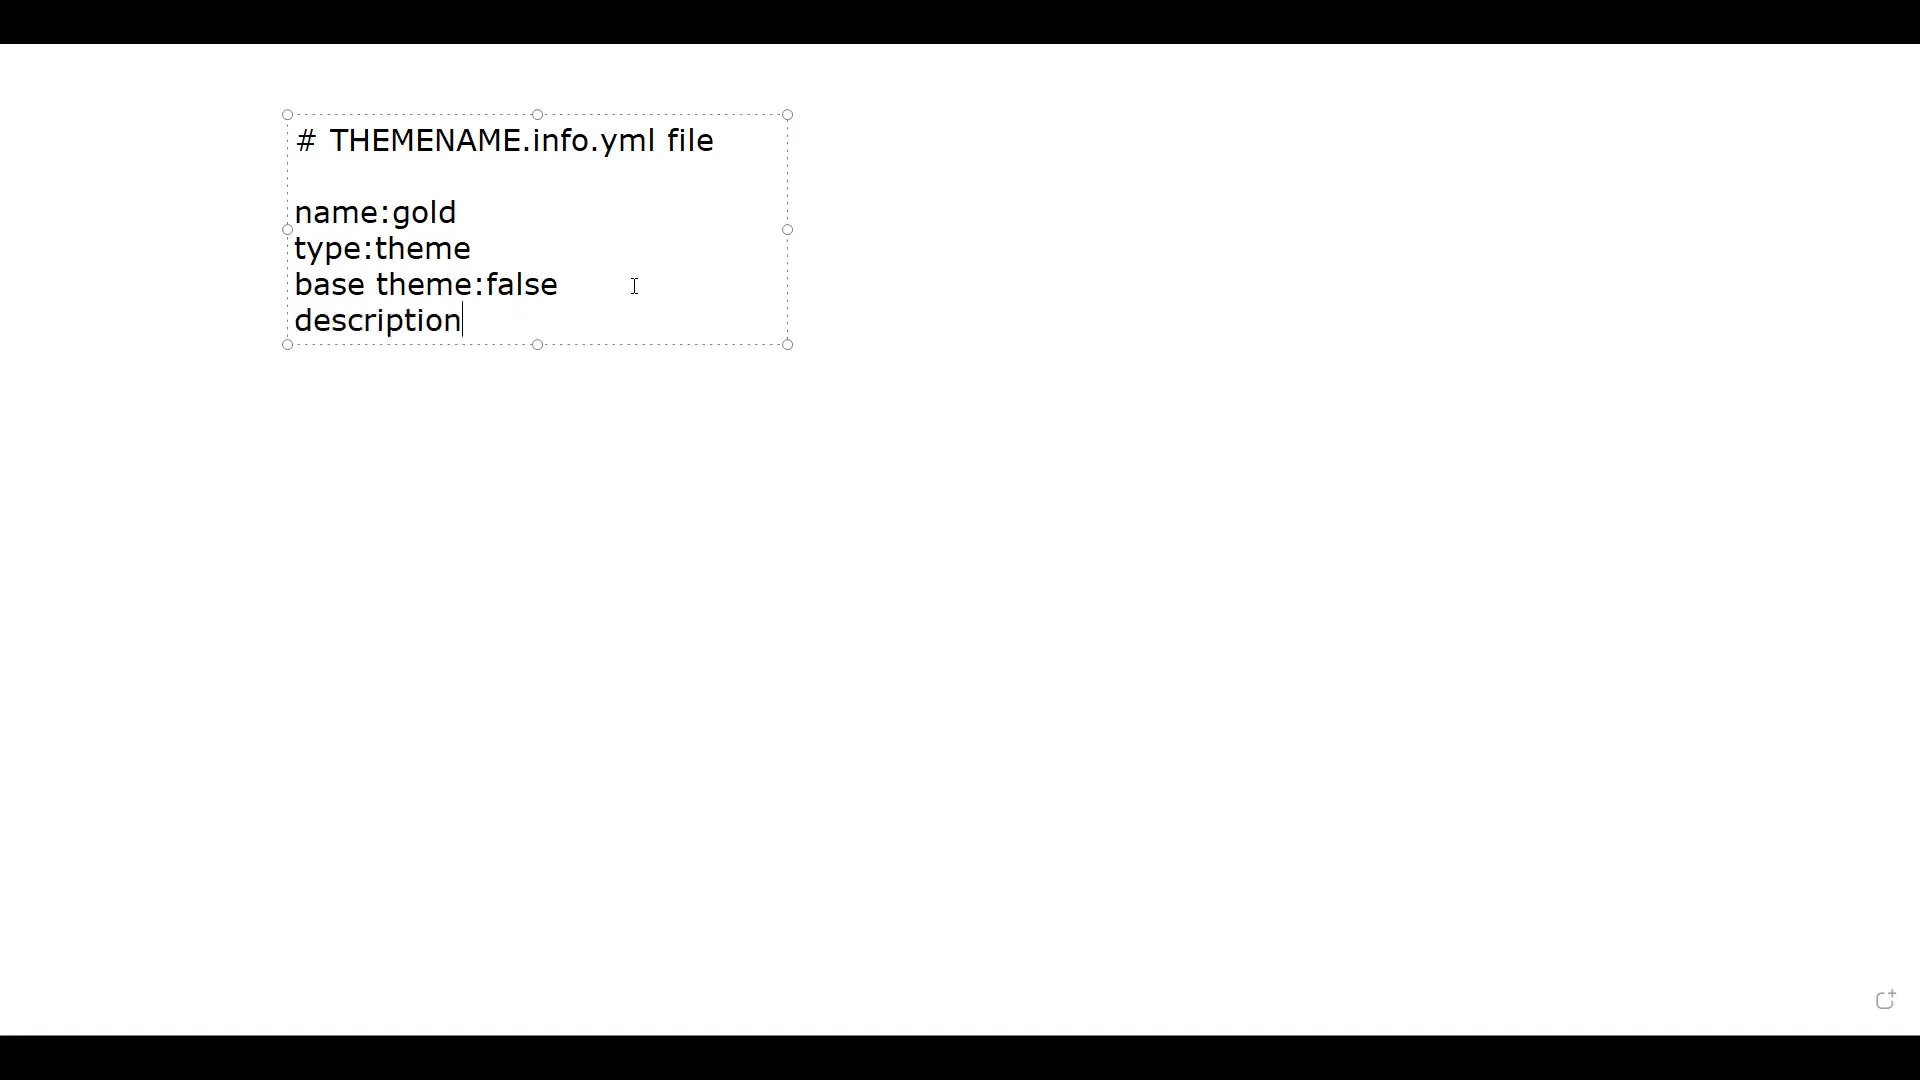 # THEMENAME.info.yml file
name:gold
type:theme
base theme:false
description